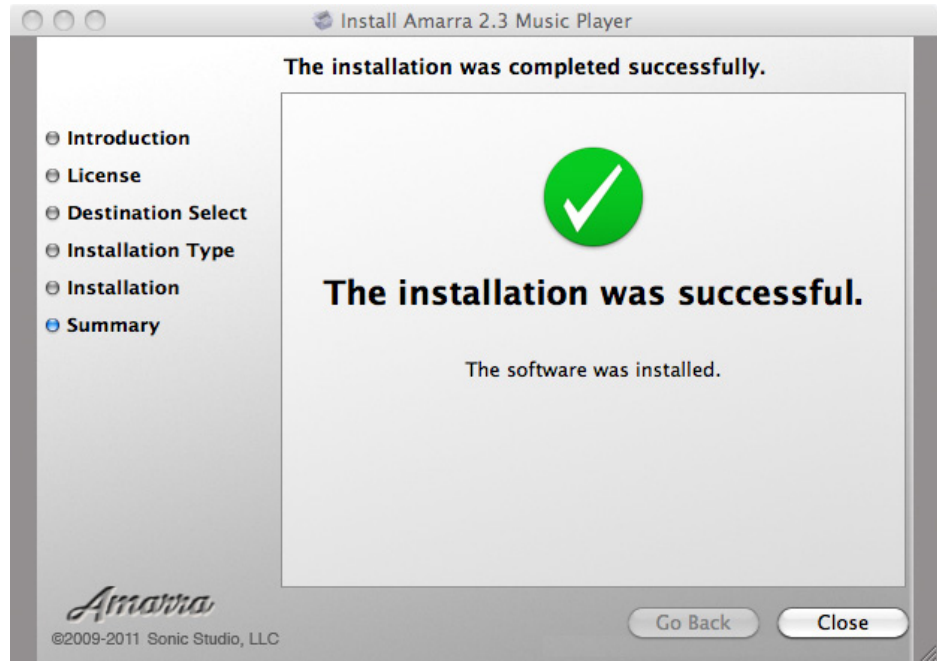 Install Amarra 2.3 Music Player
The installation was completed successfully.
Introduction
License
Destination Select
Installation Type
Installation
Summary
The installation was successful.
The software was installed.
Amarra
©2009-2011 Sonic Studio, LLC
Go Back
Close